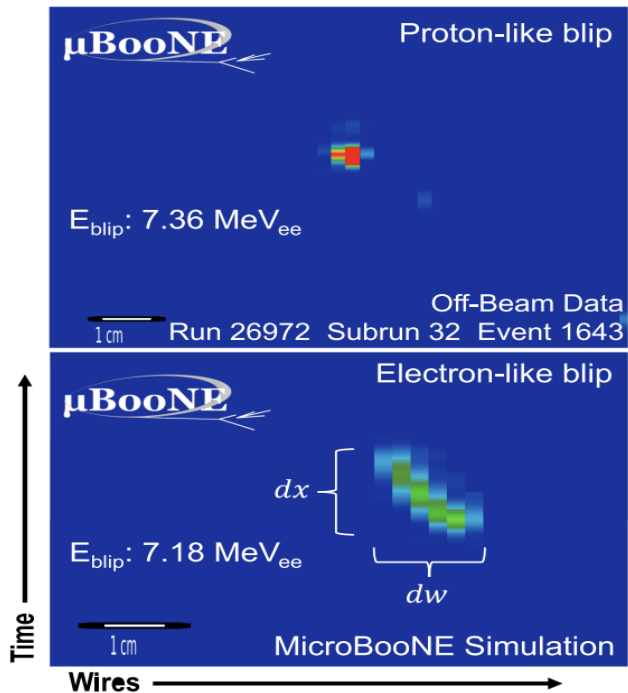 μBooNE
Proton-like blip
E_blip: 7.36 MeV_ee
Off-Beam Data
1 cm
Run 26972 Subrun 32 Event 1643
μBooNE
Electron-like blip
dx
E_blip: 7.18 MeV_ee
dw
1 cm
MicroBooNE Simulation
Time
Wires